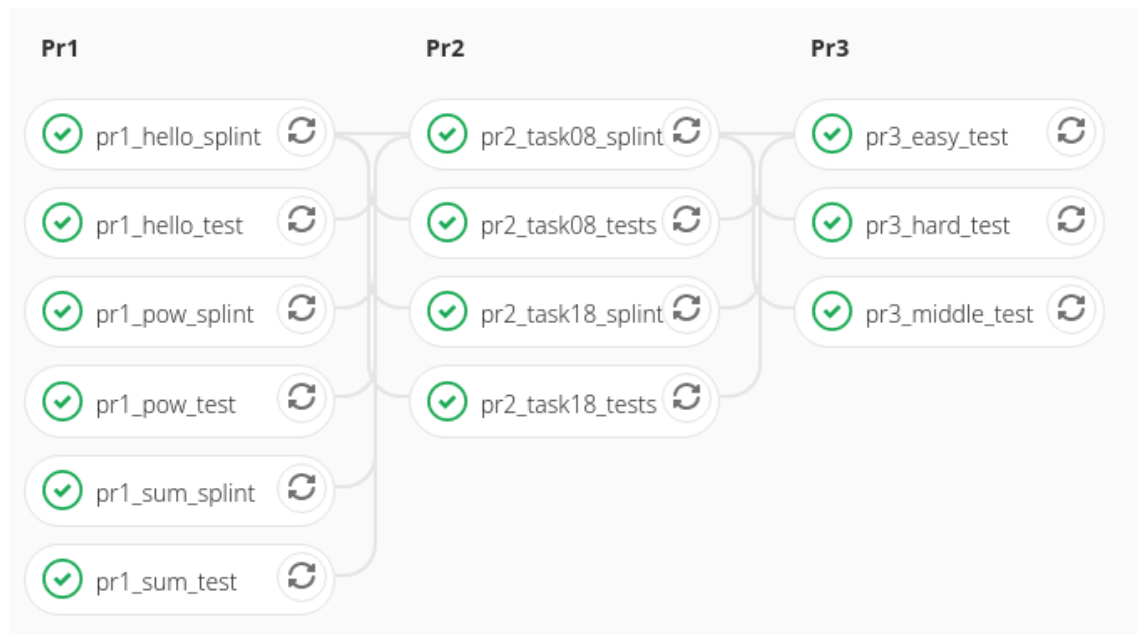 Pr1
pr1_hello_splint
pr1_hello_test
pr1_pow_splint
pr1_pow_test
pr1_sum_splint
pr1_sum_test
Pr2
pr2_task08_splint
pr2_task08_tests
pr2_task18_splint
pr2_task18_tests
Pr3
pr3_easy_test
pr3_hard_test
pr3_middle_test